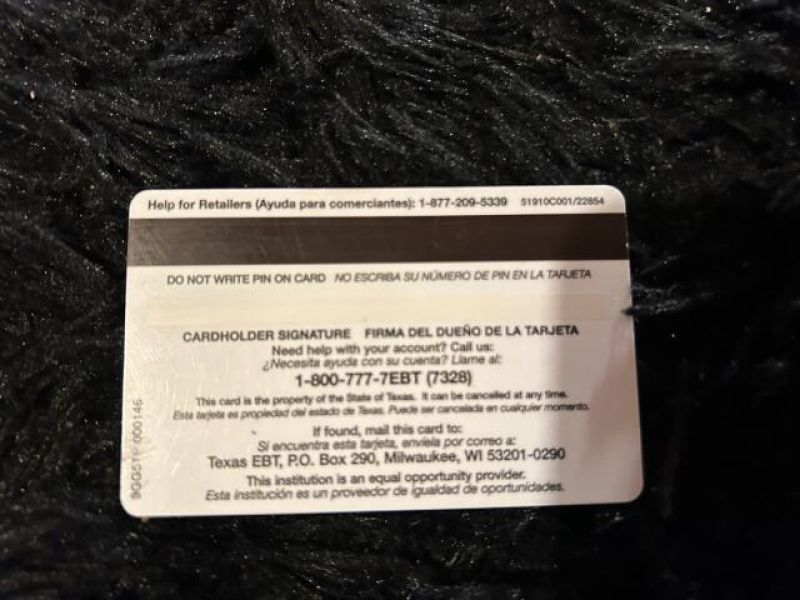 Help for Retailers (Ayuda para comerciantes): 1-877-209-5339 51910C001/22854
DO NOT WRITE PIN ON CARD NO ESCRIBA SU NÚMERO DE PIN EN LA TARJETA
CARDHOLDER SIGNATURE FIRMA DEL DUEÑO DE LA TARJETA
Need help with your account? Call us:
¿Necesita ayuda con su cuenta? Llame al:
1-800-777-7EBT (7328)
This card is the property of the State of Texas. It can be cancelled at any time.
Esta tarjeta es propiedad del estado de Texas. Puede ser cancelada en cualquier momento.
If found, mail this card to:
Si encuentra esta tarjeta, envíela por correo a:
Texas EBT, P.O. Box 290, Milwaukee, WI 53201-0290
This institution is an equal opportunity provider.
Esta institución es un proveedor de igualdad de oportunidades.
000146